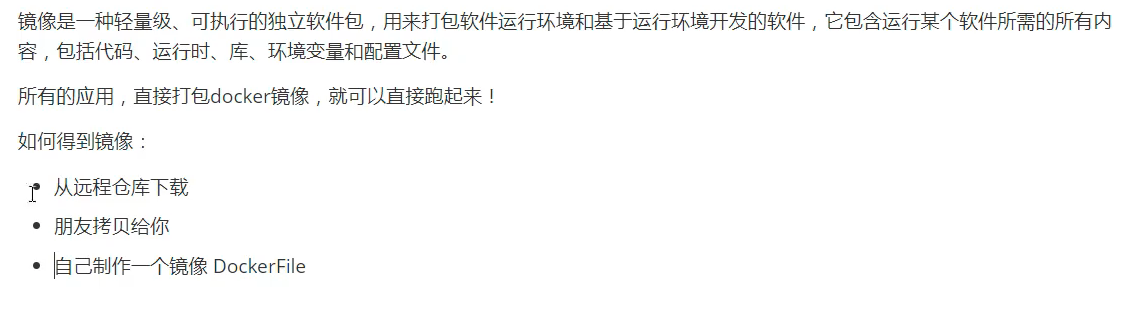 镜像是一种轻量级、可执行的独立软件包，用来打包软件运行环境和基于运行环境开发的软件，它包含运行某个软件所需的所有内
容，包括代码、运行时、库、环境变量和配置文件。
所有的应用，直接打包docker镜像，就可以直接跑起来！
如何得到镜像：
从远程仓库下载
朋友拷贝给你
自己制作一个镜像 DockerFile